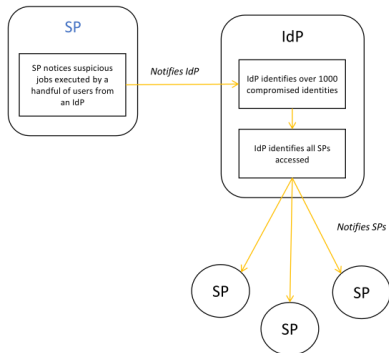 SP
IdP
SP notices suspicious
jobs executed by a
handful of users from
an IdP
Notifies IdP
IdP identifies over 1000
compromised identities
IdP identifies all SPs
accessed
Notifies SPs
SP
SP
SP